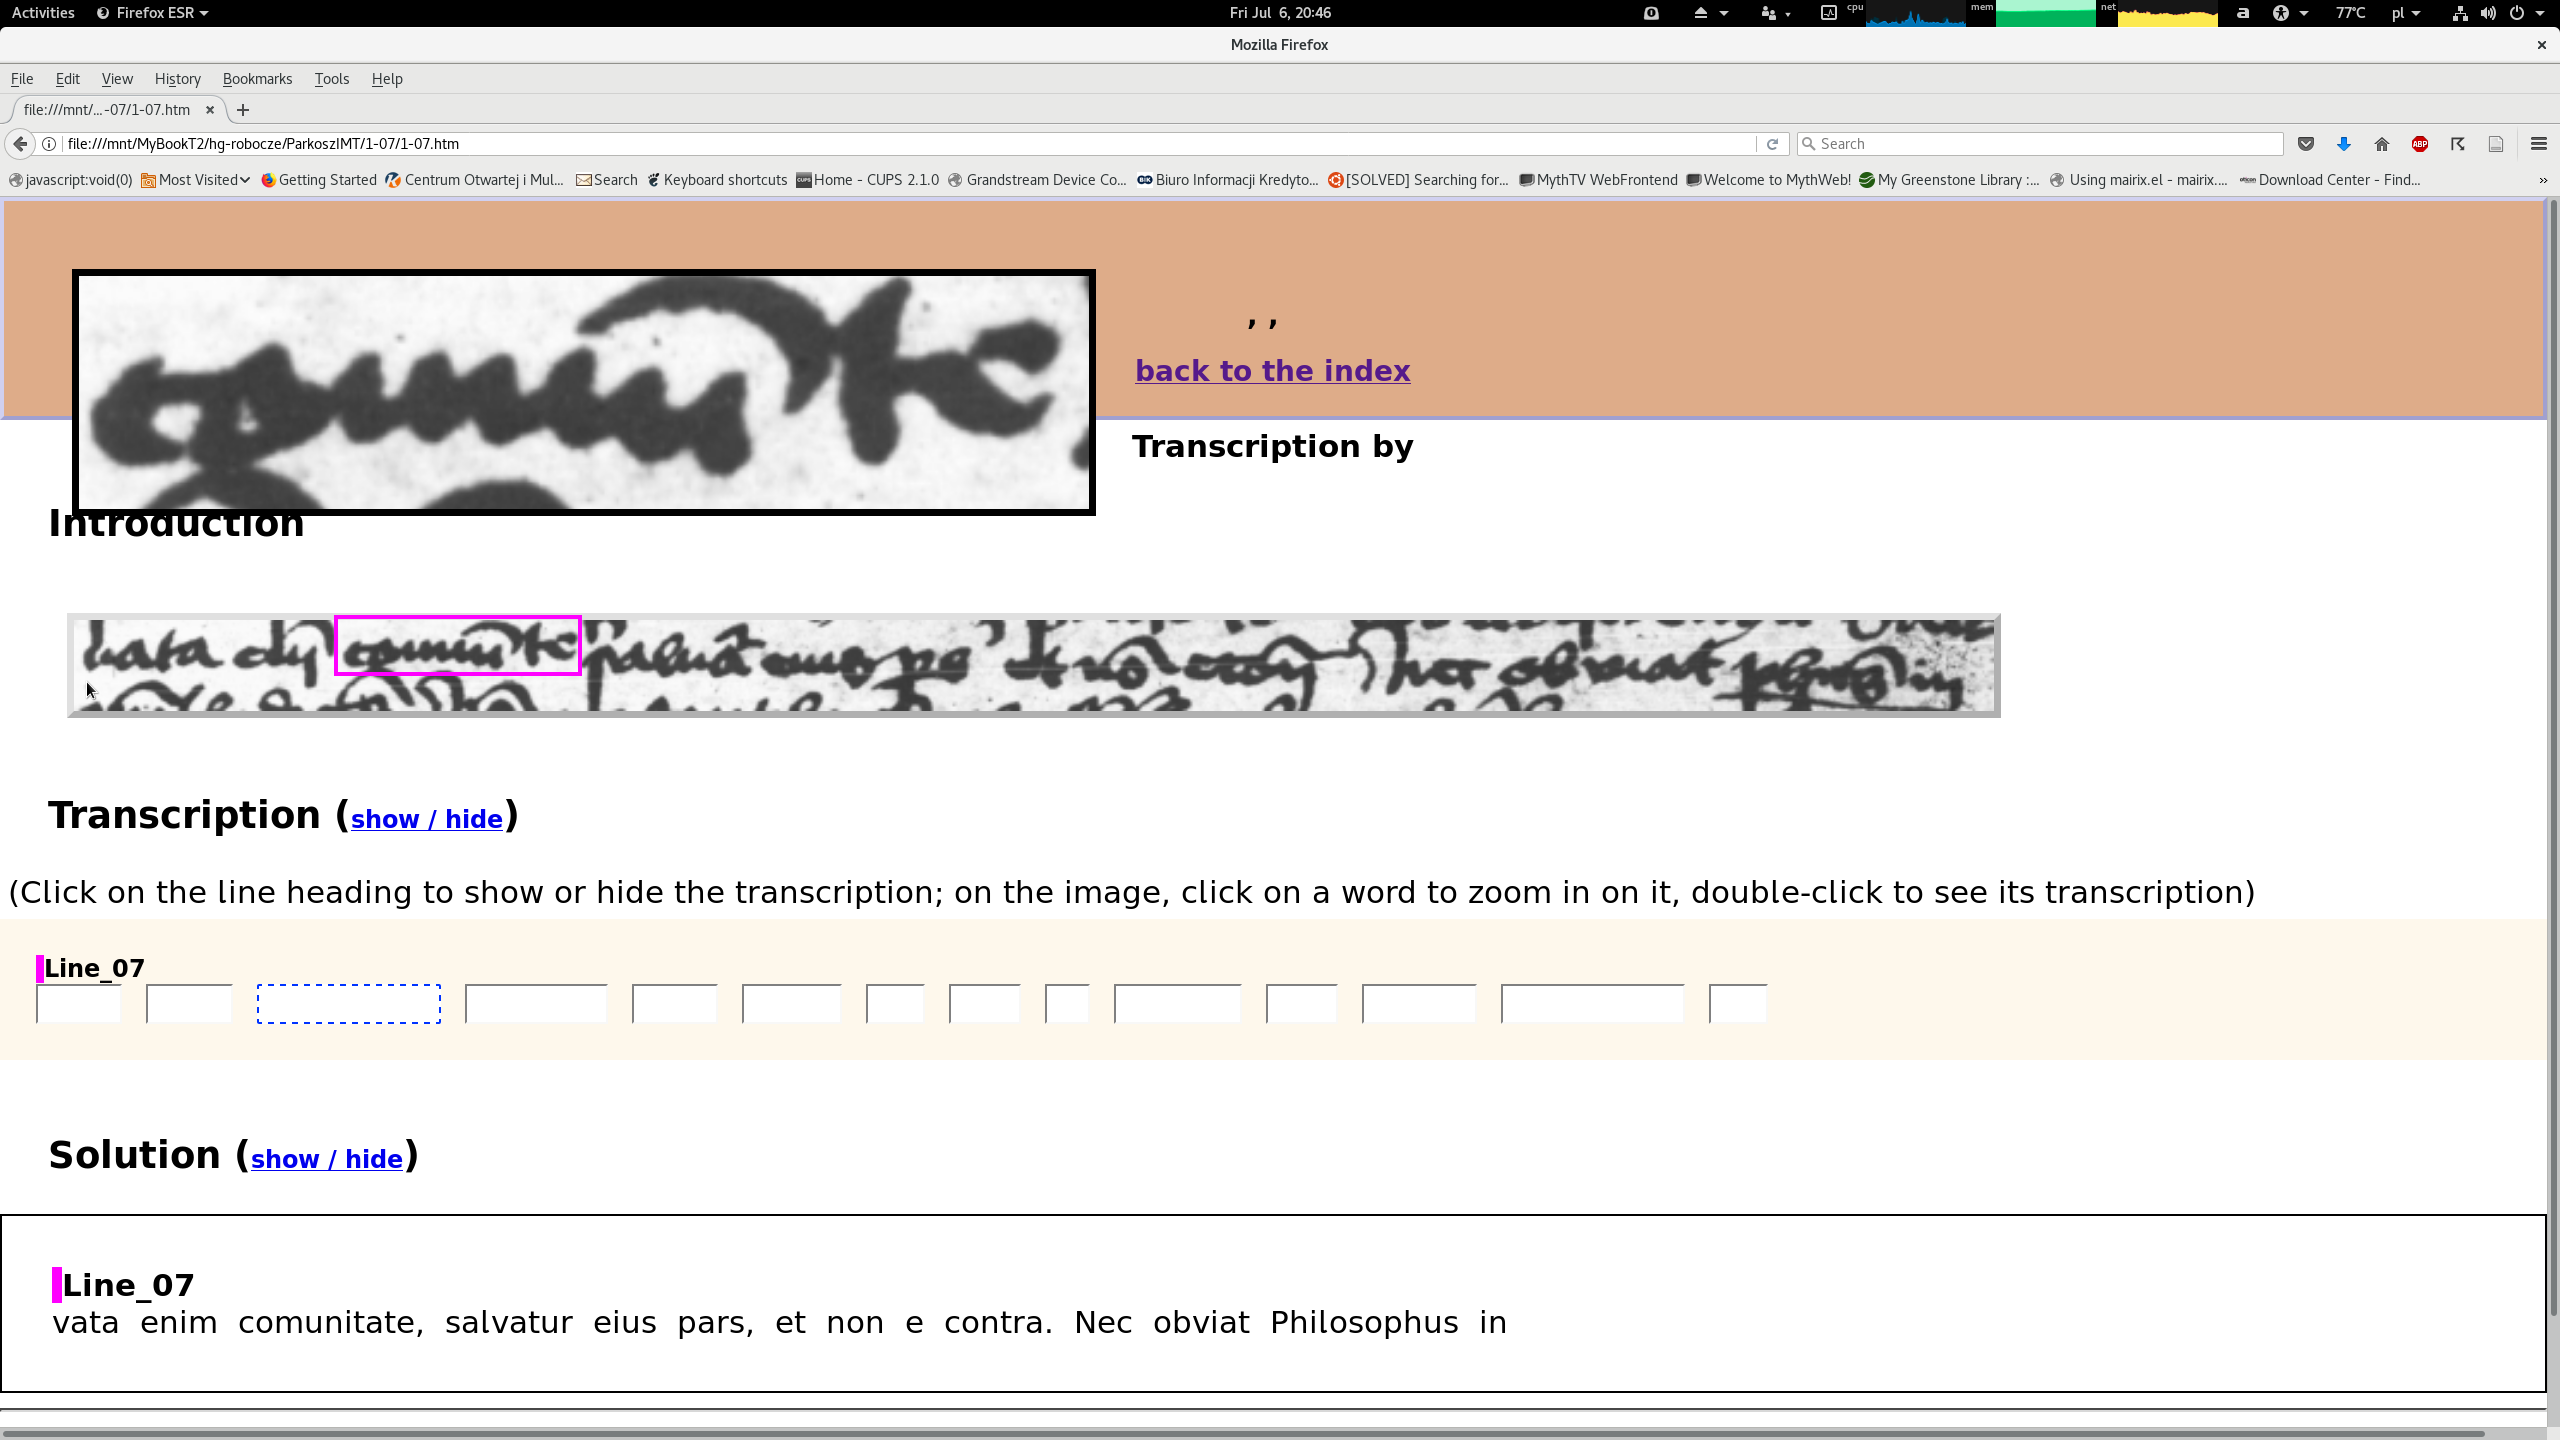 Activities Firefox ESR Fri Jul 6, 20:46 cpu mem net a 77°C pl
Mozilla Firefox
File Edit View History Bookmarks Tools Help
file:///mnt/...-07/1-07.htm
file:///mnt/MyBookT2/hg-robocze/ParkoszIMT/1-07/1-07.htm Search ABP
javascript:void(0) Most Visited Getting Started Centrum Otwartej i Mul... Search Keyboard shortcuts CUPS Home - CUPS 2.1.0 Grandstream Device Co... BIK Biuro Informacji Kredyto... [SOLVED] Searching for... MythTV WebFrontend Welcome to MythWeb! My Greenstone Library :... Using mairix.el - mairix.... Download Center - Find... »
, ,
back to the index
Transcription by
Introduction
Transcription (show / hide)
(Click on the line heading to show or hide the transcription; on the image, click on a word to zoom in on it, double-click to see its transcription)
Line_07
Solution (show / hide)
Line_07
vata enim comunitate, salvatur eius pars, et non e contra. Nec obviat Philosophus in